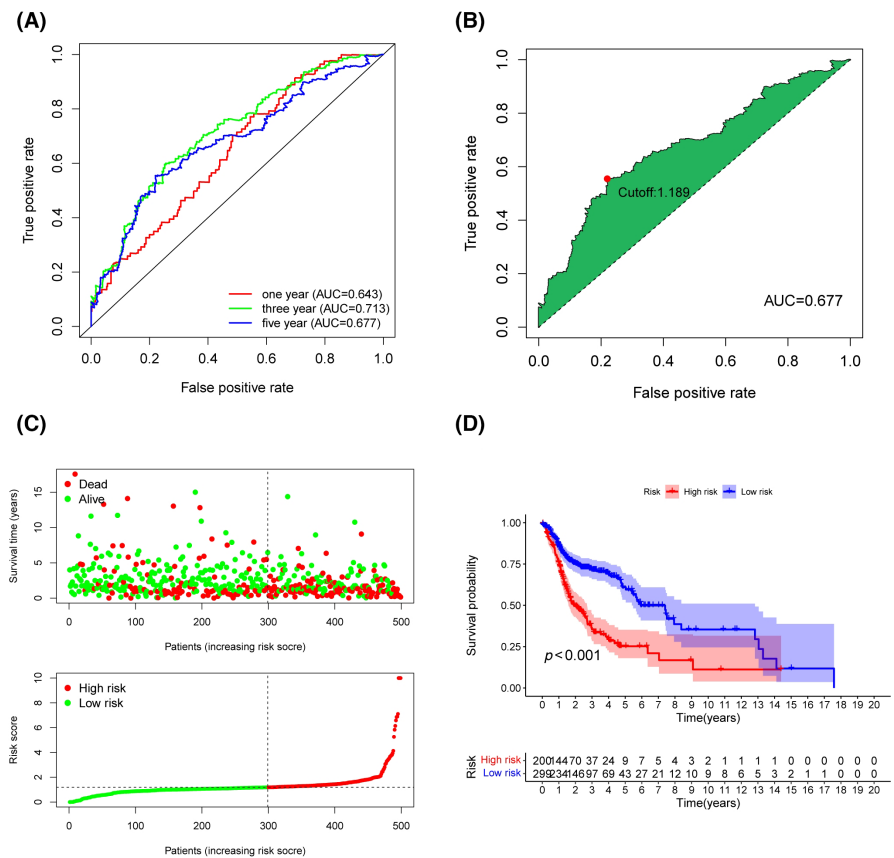 (A)
True positive rate
0.0 0.2 0.4 0.6 0.8 1.0
one year (AUC=0.643)
three year (AUC=0.713)
five year (AUC=0.677)
0.0 0.2 0.4 0.6 0.8 1.0
False positive rate
(B)
True positive rate
0.0 0.2 0.4 0.6 0.8 1.0
Cutoff:1.189
AUC=0.677
0.0 0.2 0.4 0.6 0.8 1.0
False positive rate
(C)
Survival time (years)
0 5 10 15
Dead
Alive
0 100 200 300 400 500
Patients (increasing risk socre)
Risk score
0 2 4 6 8 10
High risk
Low risk
0 100 200 300 400 500
Patients (increasing risk socre)
(D)
Risk High risk Low risk
Survival probability
1.00
0.75
0.50
0.25
0.00
p<0.001
0 1 2 3 4 5 6 7 8 9 10 11 12 13 14 15 16 17 18 19 20
Time(years)
Risk
High risk 200 144 70 37 24 9 7 5 4 3 2 1 1 1 1 0 0 0 0 0 0
Low risk 299 234 146 97 69 43 27 21 12 10 9 8 6 5 3 2 1 1 0 0 0
0 1 2 3 4 5 6 7 8 9 10 11 12 13 14 15 16 17 18 19 20
Time(years)